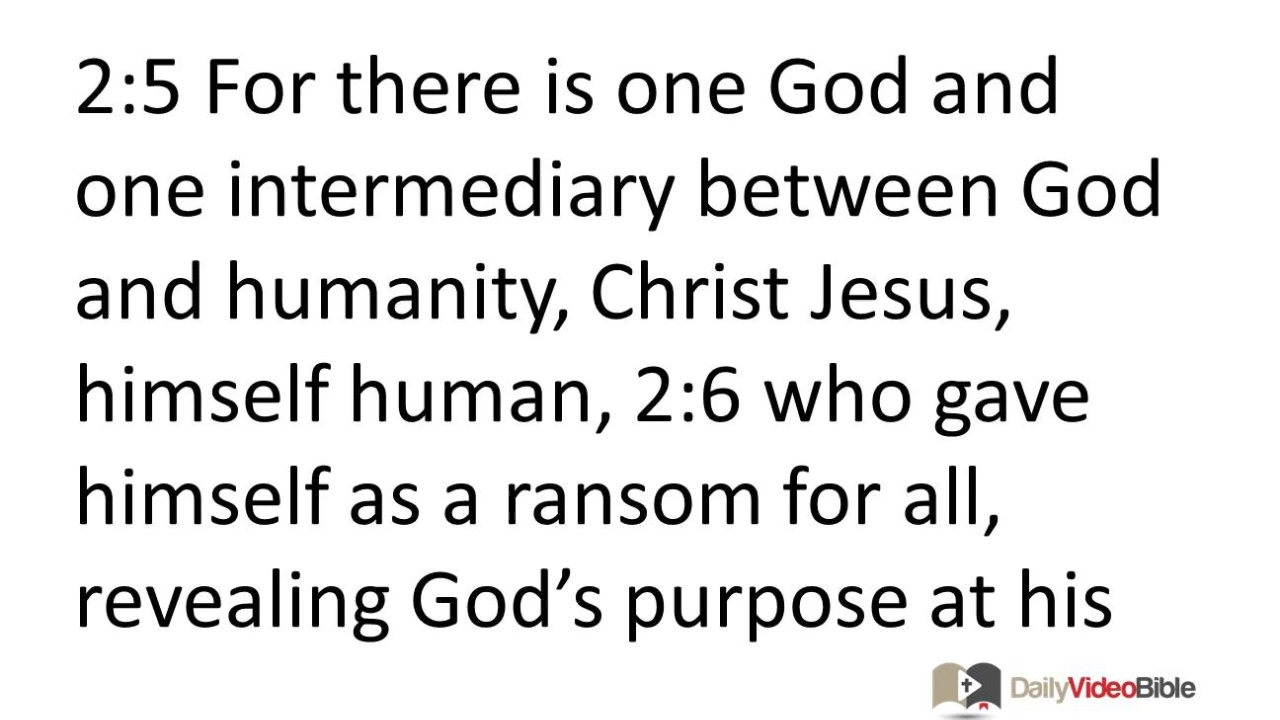 2:5 For there is one God and
one intermediary between God
and humanity, Christ Jesus,
himself human, 2:6 who gave
himself as a ransom for all,
revealing God’s purpose at his
DailyVideoBible